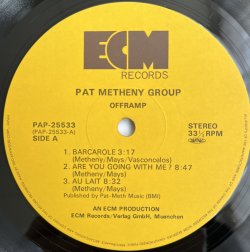 ECM
RECORDS
PAT METHENY GROUP
OFFRAMP
PAP-25533
(PAP-25533-A)
SIDE A
STEREO
33⅓RPM
1. BARCAROLE 3:17
(Metheny/Mays/Vasconcelos)
2. ARE YOU GOING WITH ME? 8:47
(Metheny/Mays)
3. AU LAIT 8:32
(Metheny/Mays)
Published by Pat-Meth Music (BMI)
AN ECM PRODUCTION
ECM Records/Verlag GmbH, Muenchen